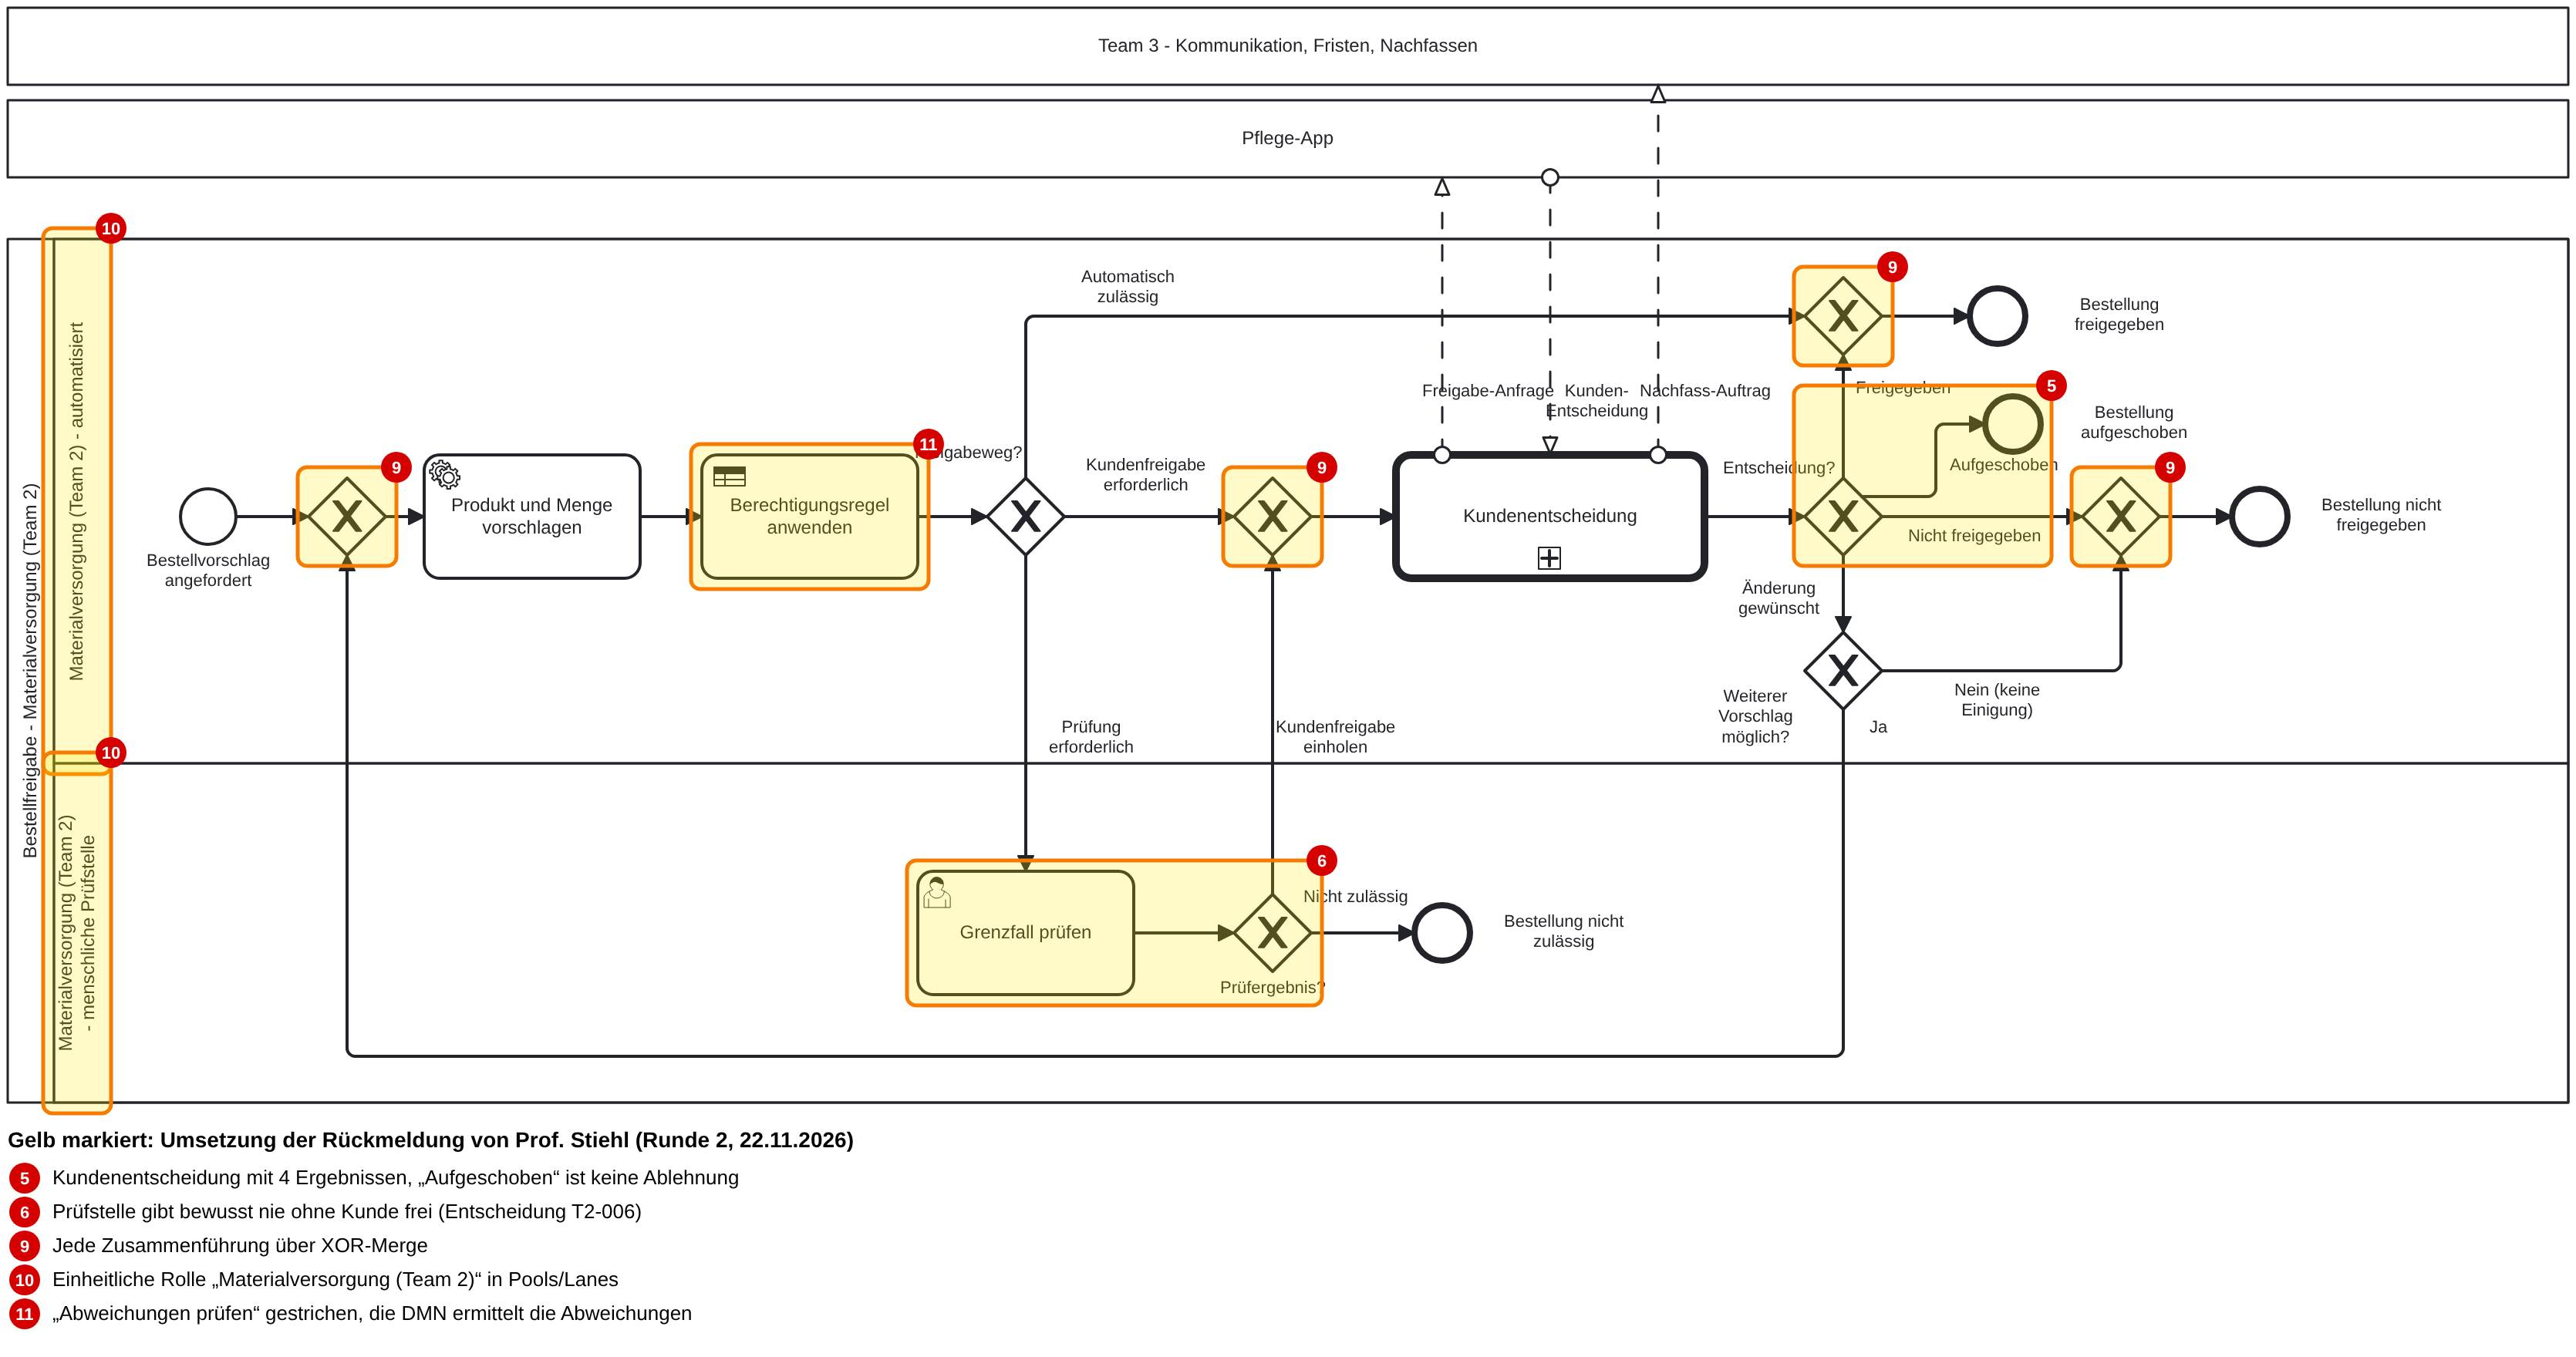 Team 3 - Kommunikation, Fristen, Nachfassen
Pflege-App
Bestellfreigabe - Materialversorgung (Team 2)
10
Materialversorgung (Team 2) - automatisiert
10
Materialversorgung (Team 2)
- menschliche Prüfstelle
Bestellvorschlag
angefordert
9
Produkt und Menge
vorschlagen
11
Berechtigungsregel
anwenden
Automatisch
zulässig
Kundenfreigabe
erforderlich
Prüfung
erforderlich
9
Kundenfreigabe
einholen
Freigabe-Anfrage
Kunden-
Entscheidung
Nachfass-Auftrag
Kundenentscheidung
Entscheidung?
9
Freigegeben
Bestellung
freigegeben
5
Aufgeschoben
Bestellung
aufgeschoben
Nicht freigegeben
9
Bestellung nicht
freigegeben
Änderung
gewünscht
Weiterer
Vorschlag
möglich?
Nein (keine
Einigung)
Ja
6
Grenzfall prüfen
Prüfergebnis?
Nicht zulässig
Bestellung nicht
zulässig
Gelb markiert: Umsetzung der Rückmeldung von Prof. Stiehl (Runde 2, 22.11.2026)
5 Kundenentscheidung mit 4 Ergebnissen, „Aufgeschoben“ ist keine Ablehnung
6 Prüfstelle gibt bewusst nie ohne Kunde frei (Entscheidung T2-006)
9 Jede Zusammenführung über XOR-Merge
10 Einheitliche Rolle „Materialversorgung (Team 2)“ in Pools/Lanes
11 „Abweichungen prüfen“ gestrichen, die DMN ermittelt die Abweichungen